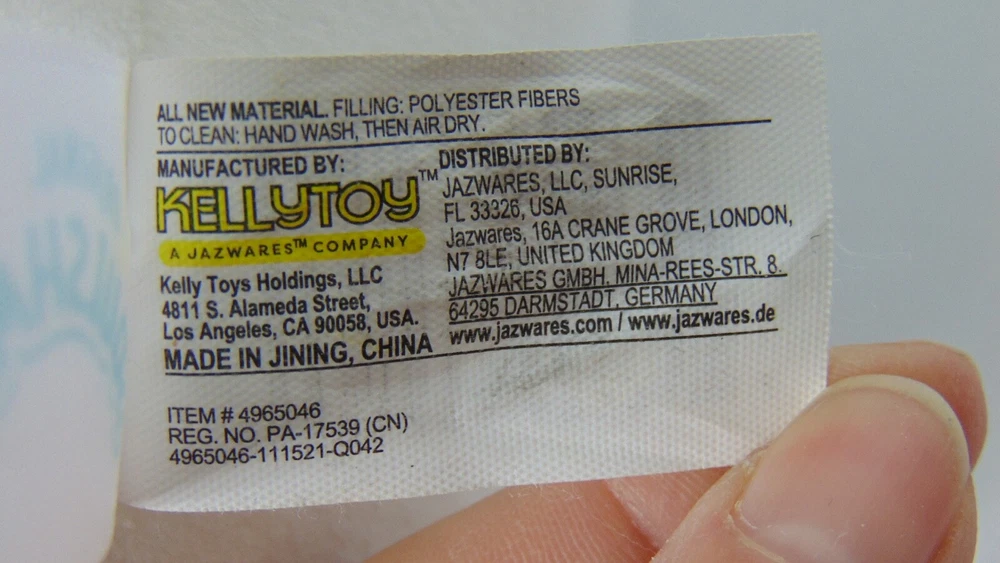 ALL NEW MATERIAL. FILLING: POLYESTER FIBERS
TO CLEAN: HAND WASH, THEN AIR DRY.
MANUFACTURED BY:
KELLYTOY™
A JAZWARES™ COMPANY
Kelly Toys Holdings, LLC
4811 S. Alameda Street,
Los Angeles, CA 90058, USA.
MADE IN JINING, CHINA
DISTRIBUTED BY:
JAZWARES, LLC, SUNRISE,
FL 33326, USA
Jazwares, 16A CRANE GROVE, LONDON,
N7 8LE, UNITED KINGDOM
JAZWARES GMBH. MINA-REES-STR. 8.
64295 DARMSTADT. GERMANY
www.jazwares.com / www.jazwares.de
ITEM # 4965046
REG. NO. PA-17539 (CN)
4965046-111521-Q042